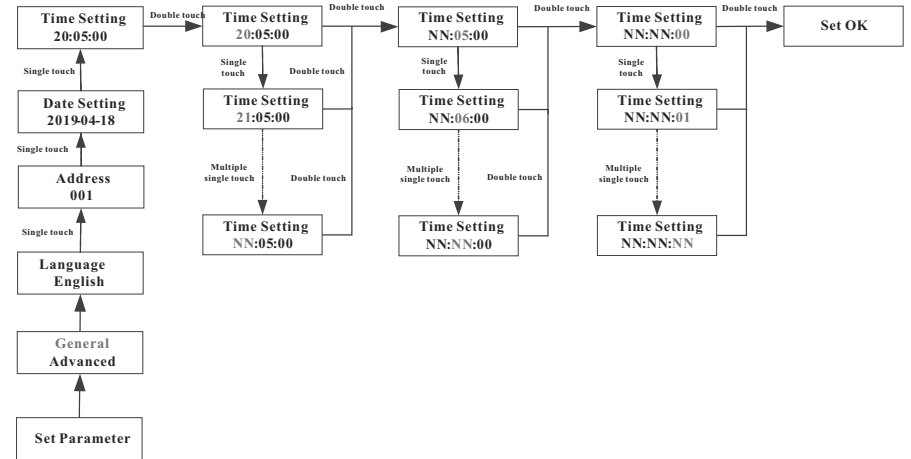 Time Setting
20:05:00
Double touch
Time Setting
20:05:00
Double touch
Time Setting
NN:05:00
Double touch
Time Setting
NN:NN:00
Double touch
Set OK
Single touch
Single
touch
Double touch
Single
touch
Single
touch
Date Setting
2019-04-18
Time Setting
21:05:00
Time Setting
NN:06:00
Time Setting
NN:NN:01
Single touch
Multiple
single touch
Double touch
Multiple
single touch
Double touch
Multiple
single touch
Address
001
Single touch
Time Setting
NN:05:00
Time Setting
NN:NN:00
Time Setting
NN:NN:NN
Language
English
General
Advanced
Set Parameter